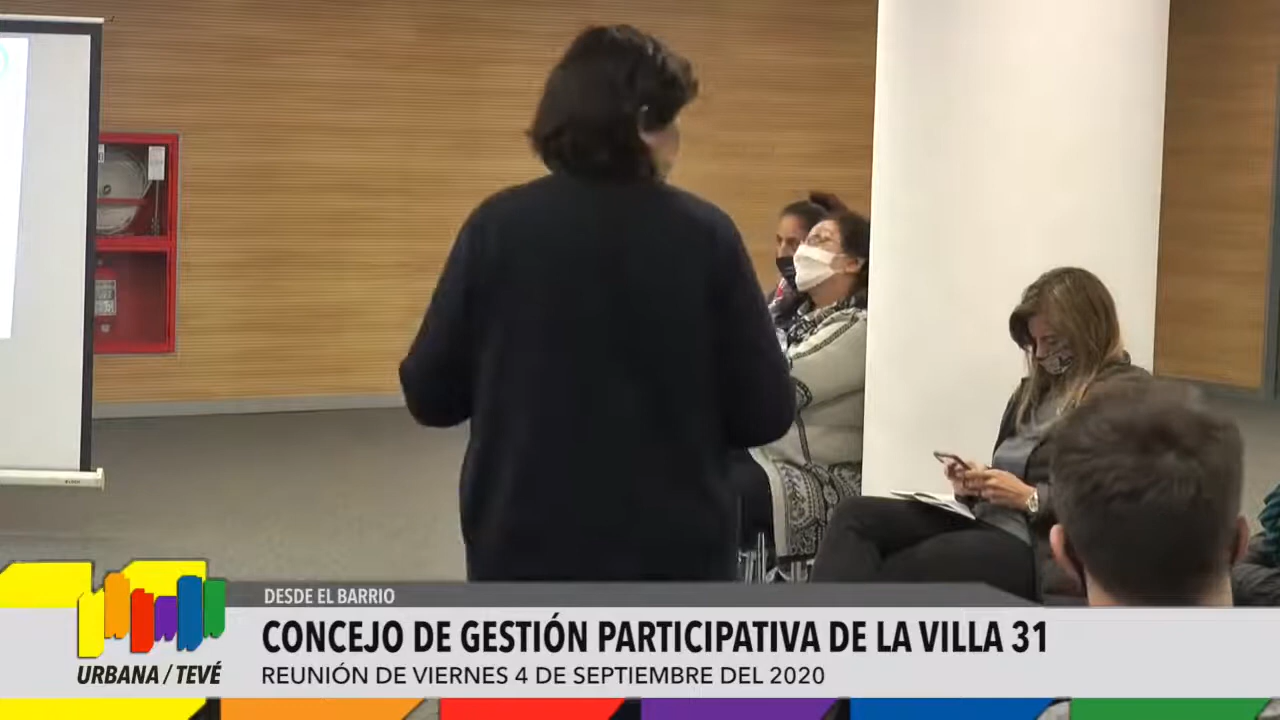 DESDE EL BARRIO
CONCEJO DE GESTIÓN PARTICIPATIVA DE LA VILLA 31
REUNIÓN DE VIERNES 4 DE SEPTIEMBRE DEL 2020
URBANA / TEVÉ